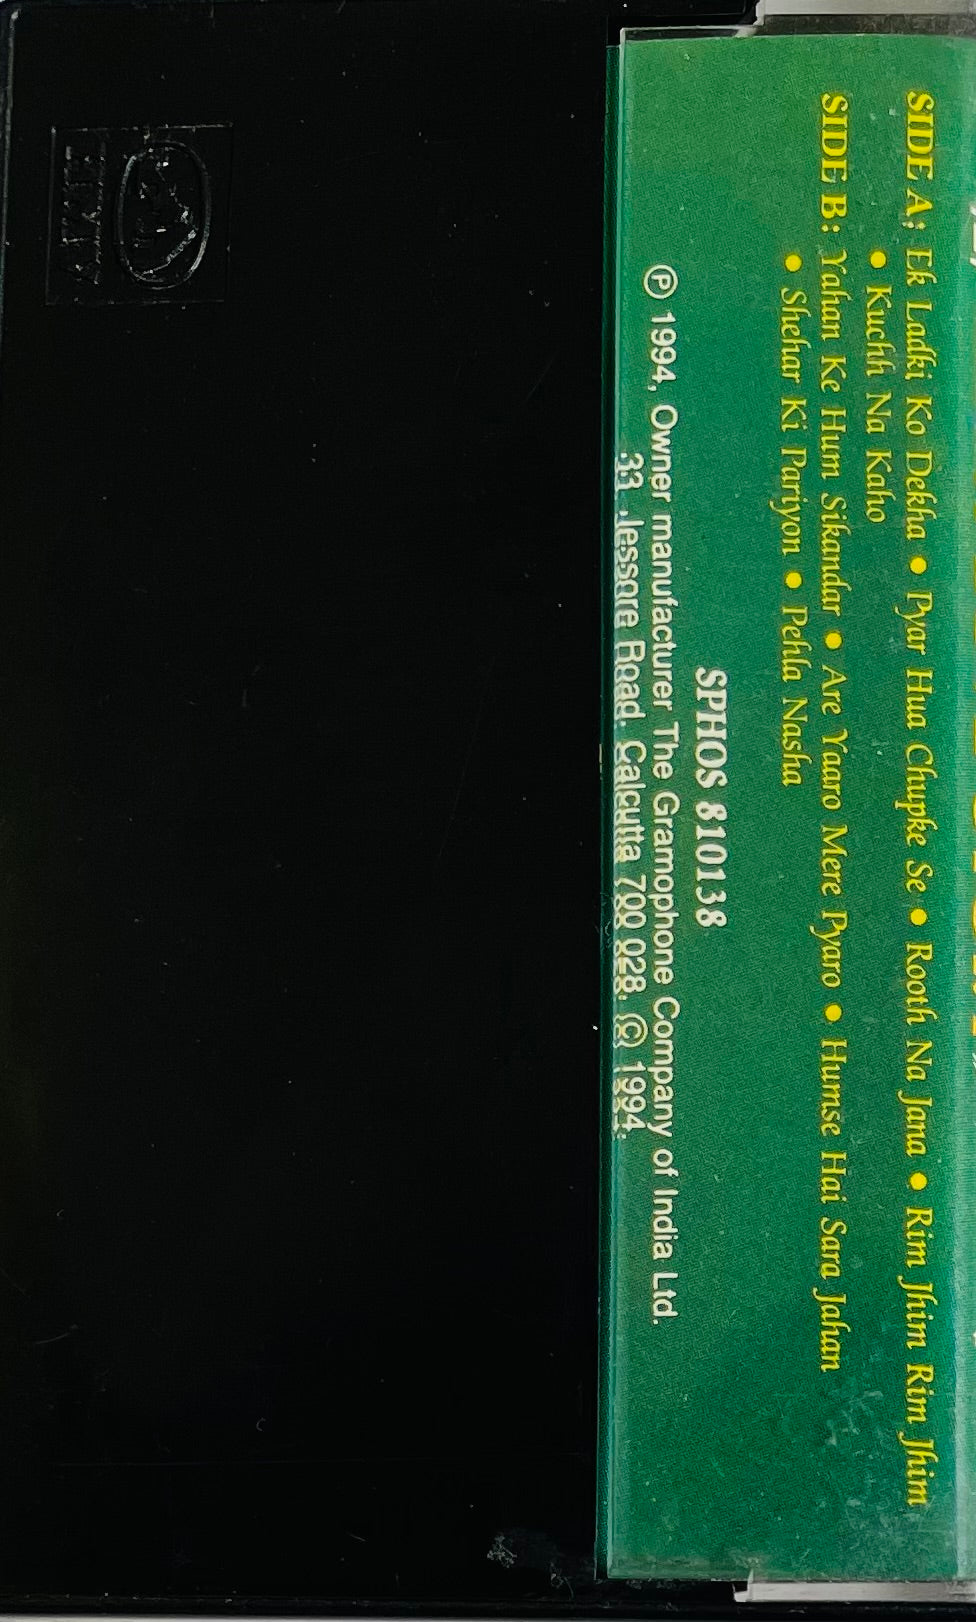 SIDE A; Ek Ladki Ko Dekha • Pyar Hua Chupke Se • Rooth Na Jana • Rim Jhim Rim Jhim
• Kuchh Na Kaho
SIDE B: Yahan Ke Hum Sikandar • Are Yaaro Mere Pyaro • Humse Hai Sara Jahan
• Shehar Ki Pariyon • Pehla Nasha
SPHOS 810138
℗ 1994, Owner manufacturer The Gramophone Company of India Ltd.
33, Jessore Road, Calcutta 700 028. © 1994.